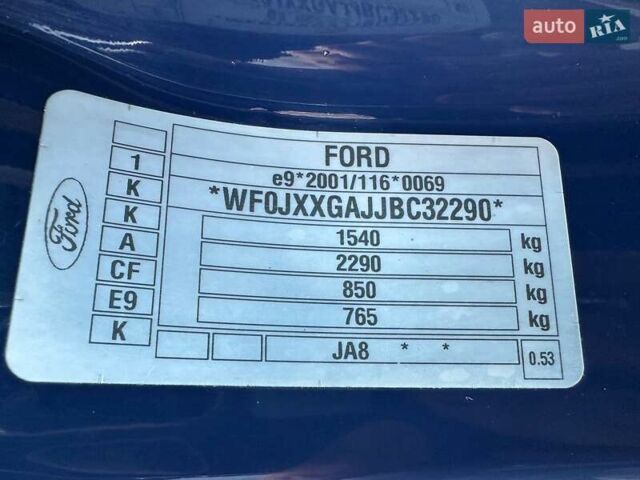 auto RIA.com
FORD
e9*2001/116*0069
*WF0JXXGAJJBC32290*
1540 kg
2290 kg
850 kg
765 kg
JA8 * * 0.53
1
K
K
A
CF
E9
K
Ford